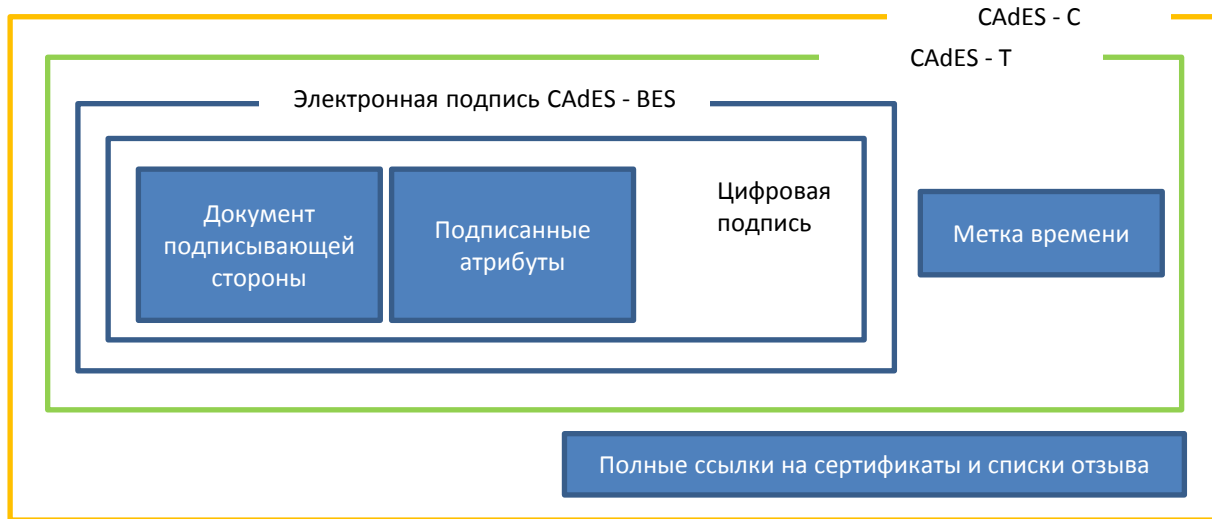 CAdES - C
CAdES - T
Электронная подпись CAdES - BES
Документ
подписывающей
стороны
Подписанные
атрибуты
Цифровая
подпись
Метка времени
Полные ссылки на сертификаты и списки отзыва